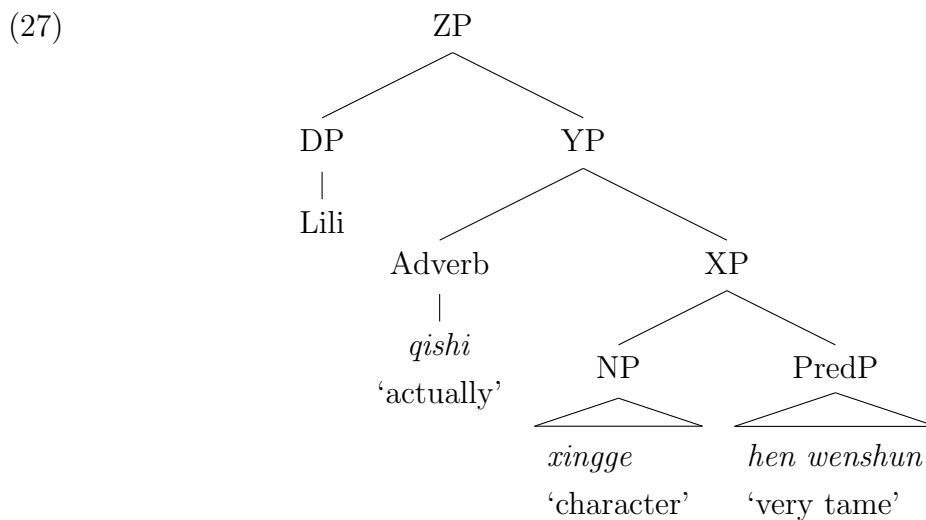 (27) ZP
DP YP
Lili
Adverb XP
qishi
‘actually’
NP PredP
xingge hen wenshun
‘character’ ‘very tame’